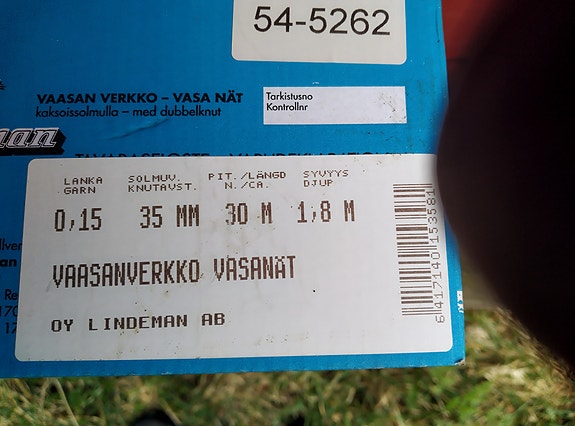 54-5262
VAASAN VERKKO – VASA NÄT
kaksoissolmulla – med dubbelknut
Tarkistusno
Kontrollnr
LANKA SOLMUV. PIT./LÄNGD SYVYYS
GARN KNUTAVST. N./CA. DJUP
0,15 35 MM 30 M 1,8 M
VAASANVERKKO VASANÄT
OY LINDEMAN AB
6417140153581